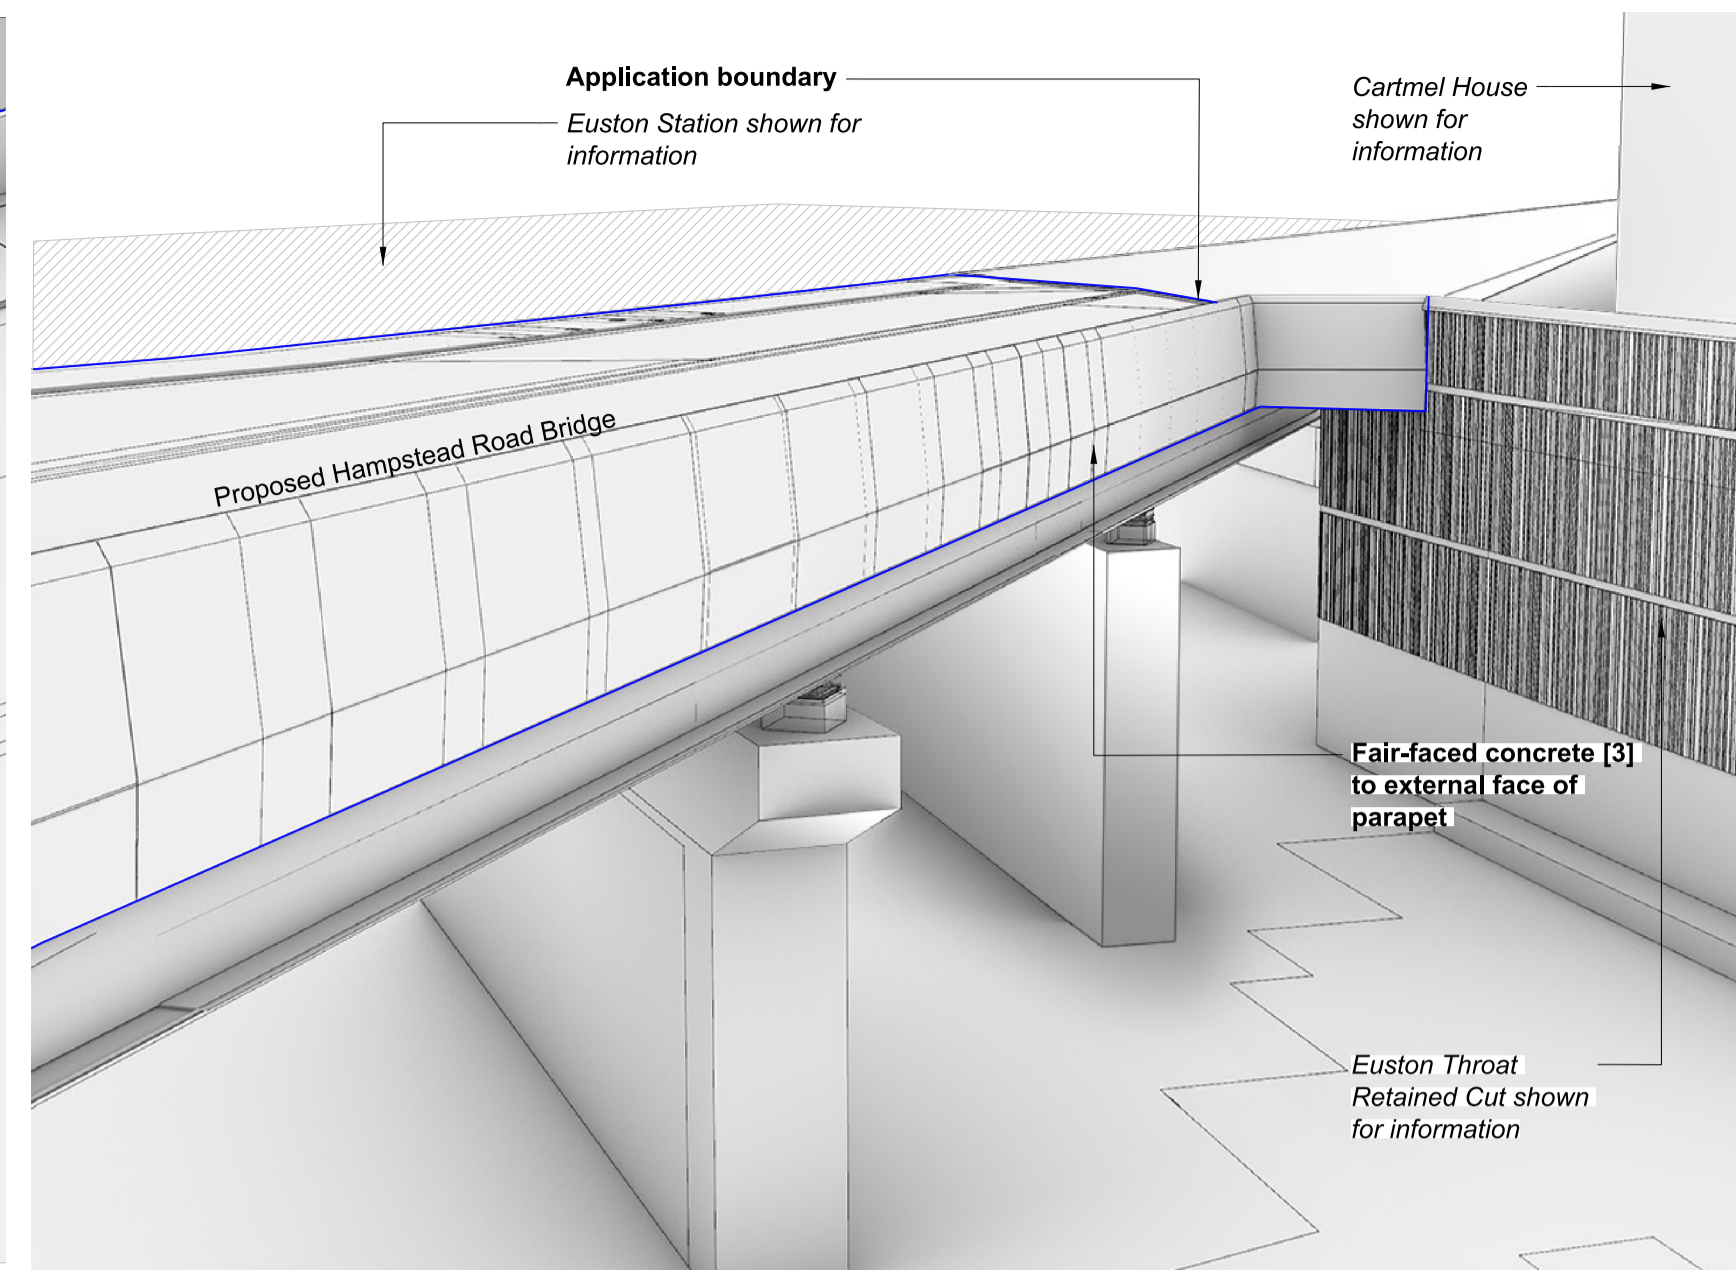 Application boundary
Euston Station shown for
information
Cartmel House
shown for
information
Proposed Hampstead Road Bridge
Fair-faced concrete [3]
to external face of
parapet
Euston Throat
Retained Cut shown
for information